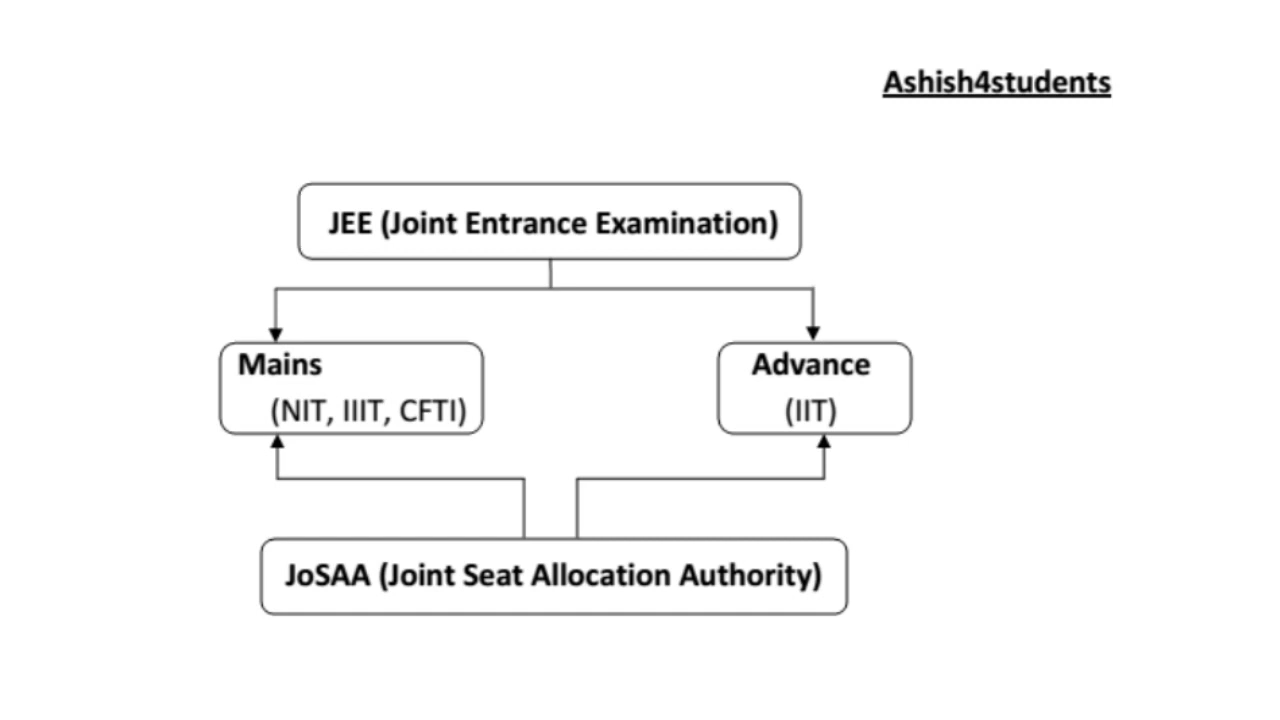 Ashish4students
JEE (Joint Entrance Examination)
Mains
(NIT, IIIT, CFTI)
Advance
(IIT)
JoSAA (Joint Seat Allocation Authority)